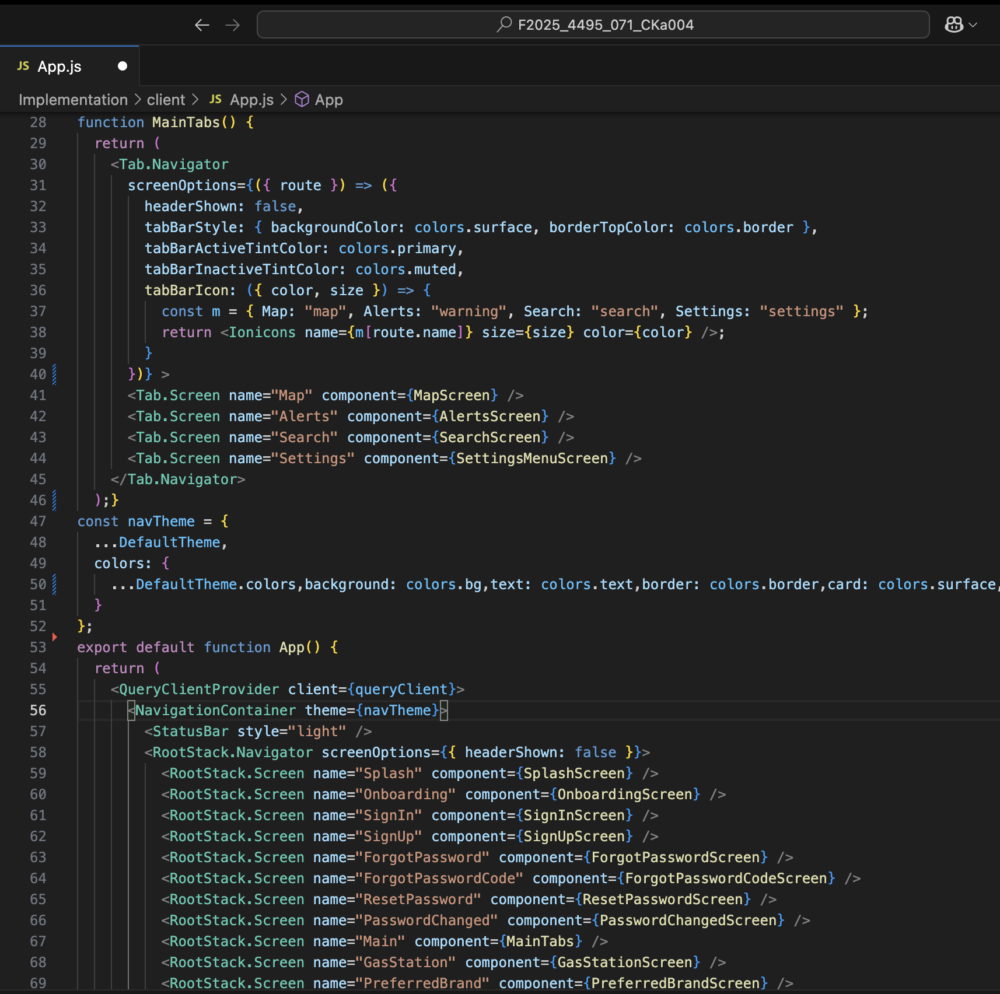 F2025_4495_071_CKa004
JS App.js
Implementation > client > JS App.js > App
28 function MainTabs() {
29 return (
30 <Tab.Navigator
31 screenOptions={({ route }) => ({
32 headerShown: false,
33 tabBarStyle: { backgroundColor: colors.surface, borderTopColor: colors.border },
34 tabBarActiveTintColor: colors.primary,
35 tabBarInactiveTintColor: colors.muted,
36 tabBarIcon: ({ color, size }) => {
37 const m = { Map: "map", Alerts: "warning", Search: "search", Settings: "settings" };
38 return <Ionicons name={m[route.name]} size={size} color={color} />;
39 }
40 })} >
41 <Tab.Screen name="Map" component={MapScreen} />
42 <Tab.Screen name="Alerts" component={AlertsScreen} />
43 <Tab.Screen name="Search" component={SearchScreen} />
44 <Tab.Screen name="Settings" component={SettingsMenuScreen} />
45 </Tab.Navigator>
46 );}
47 const navTheme = {
48 ...DefaultTheme,
49 colors: {
50 ...DefaultTheme.colors,background: colors.bg,text: colors.text,border: colors.border,card: colors.surface,
51 }
52 };
53 export default function App() {
54 return (
55 <QueryClientProvider client={queryClient}>
56 <NavigationContainer theme={navTheme}>
57 <StatusBar style="light" />
58 <RootStack.Navigator screenOptions={{ headerShown: false }}>
59 <RootStack.Screen name="Splash" component={SplashScreen} />
60 <RootStack.Screen name="Onboarding" component={OnboardingScreen} />
61 <RootStack.Screen name="SignIn" component={SignInScreen} />
62 <RootStack.Screen name="SignUp" component={SignUpScreen} />
63 <RootStack.Screen name="ForgotPassword" component={ForgotPasswordScreen} />
64 <RootStack.Screen name="ForgotPasswordCode" component={ForgotPasswordCodeScreen} />
65 <RootStack.Screen name="ResetPassword" component={ResetPasswordScreen} />
66 <RootStack.Screen name="PasswordChanged" component={PasswordChangedScreen} />
67 <RootStack.Screen name="Main" component={MainTabs} />
68 <RootStack.Screen name="GasStation" component={GasStationScreen} />
69 <RootStack.Screen name="PreferredBrand" component={PreferredBrandScreen} />